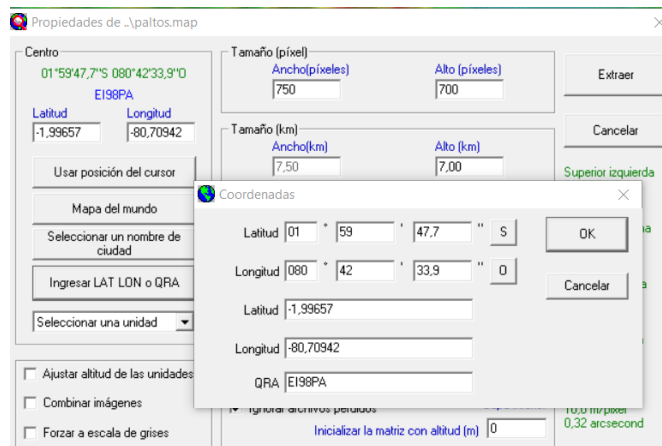 Propiedades de ..\paltos.map
Centro
01°59'47,7''S 080°42'33,9''O
EI98PA
Latitud Longitud
-1,99657 -80,70942
Usar posición del cursor
Mapa del mundo
Seleccionar un nombre de ciudad
Ingresar LAT LON o QRA
Seleccionar una unidad
Ajustar altitud de las unidades
Combinar imágenes
Forzar a escala de grises
Tamaño (píxel)
Ancho(píxeles) Alto (píxeles)
750 700
Tamaño (km)
Ancho(km) Alto (km)
7,50 7,00
Extraer
Cancelar
Superior izquierda
Coordenadas
Latitud 01 ° 59 ' 47,7 '' S
Longitud 080 ° 42 ' 33,9 '' O
Latitud -1,99657
Longitud -80,70942
QRA EI98PA
OK
Cancelar
Ignorar archivos perdidos
Inicializar la matriz con altitud (m) 0
10,0 m/pixel
0,32 arcsecond